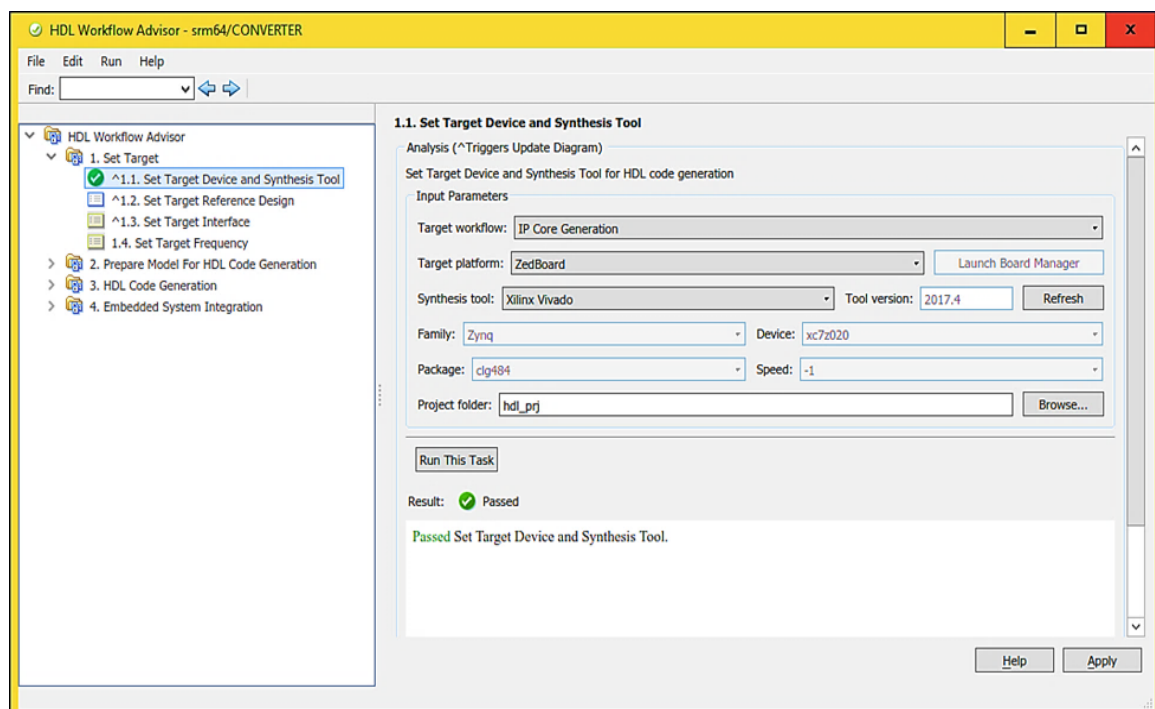 HDL Workflow Advisor - srm64/CONVERTER
File Edit Run Help
Find:
HDL Workflow Advisor
1. Set Target
^1.1. Set Target Device and Synthesis Tool
^1.2. Set Target Reference Design
^1.3. Set Target Interface
1.4. Set Target Frequency
2. Prepare Model For HDL Code Generation
3. HDL Code Generation
4. Embedded System Integration
1.1. Set Target Device and Synthesis Tool
Analysis (^Triggers Update Diagram)
Set Target Device and Synthesis Tool for HDL code generation
Input Parameters
Target workflow: IP Core Generation
Target platform: ZedBoard Launch Board Manager
Synthesis tool: Xilinx Vivado Tool version: 2017.4 Refresh
Family: Zynq Device: xc7z020
Package: clg484 Speed: -1
Project folder: hdl_prj Browse...
Run This Task
Result: Passed
Passed Set Target Device and Synthesis Tool.
Help Apply